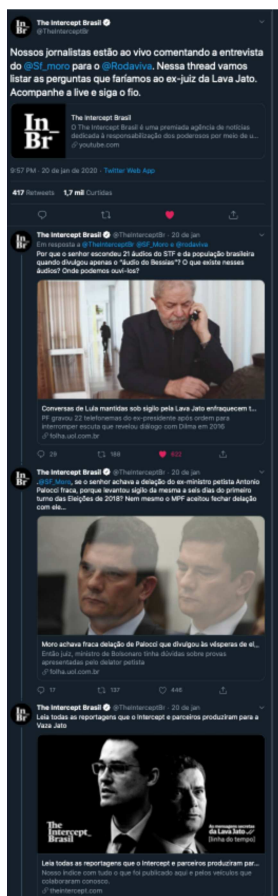 The Intercept Brasil
@TheInterceptBr
Nossos jornalistas estão ao vivo comentando a entrevista
do @Sf_moro para o @Rodaviva. Nessa thread vamos
listar as perguntas que faríamos ao ex-juiz da Lava Jato.
Acompanhe a live e siga o fio.
In_
Br
The Intercept Brasil
O The Intercept Brasil é uma premiada agência de notícias
dedicada à responsabilização dos poderosos por meio de u...
youtube.com
9:57 PM · 20 de jan de 2020 · Twitter Web App
417 Retweets 1,7 mil Curtidas
The Intercept Brasil @TheInterceptBr · 20 de jan
Em resposta a @TheInterceptBr @SF_Moro e @rodaviva
Por que o senhor escondeu 21 áudios do STF e da população brasileira
quando divulgou apenas o "áudio do Bessias"? O que existe nesses
áudios? Onde podemos ouvi-los?
Conversas de Lula mantidas sob sigilo pela Lava Jato enfraquecem t...
PF gravou 22 telefonemas do ex-presidente após ordem para
interromper escuta que revelou diálogo com Dilma em 2016
folha.uol.com.br
29 168 622
The Intercept Brasil @TheInterceptBr · 20 de jan
.@SF_Moro, se o senhor achava a delação do ex-ministro petista Antonio
Palocci fraca, porque levantou sigilo da mesma a seis dias do primeiro
turno das Eleições de 2018? Nem mesmo o MPF aceitou fechar delação
com ele...
Moro achava fraca delação de Palocci que divulgou às vésperas de el...
Então juiz, ministro de Bolsonaro tinha dúvidas sobre provas
apresentadas pelo delator petista
folha.uol.com.br
17 137 448
The Intercept Brasil @TheInterceptBr · 20 de jan
Leia todas as reportagens que o Intercept e parceiros produziram para a
Vaza Jato
The
Intercept_
Brasil
As mensagens secretas
da Lava Jato
[linha do tempo]
Leia todas as reportagens que o Intercept e parceiros produziram par...
Nosso índice com tudo o que foi publicado aqui e pelos veículos que
colaboraram conosco.
theintercept.com